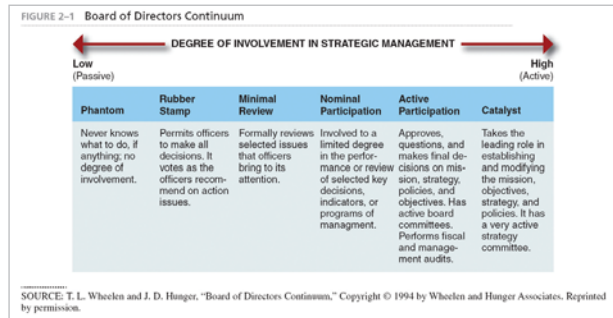 FIGURE 2–1 Board of Directors Continuum
DEGREE OF INVOLVEMENT IN STRATEGIC MANAGEMENT
Low
(Passive)
High
(Active)
Phantom
Never knows
what to do, if
anything; no
degree of
involvement.
Rubber
Stamp
Permits officers
to make all
decisions. It
votes as the
officers recom-
mend on action
issues.
Minimal
Review
Formally reviews
selected issues
that officers
bring to its
attention.
Nominal
Participation
Involved to a
limited degree
in the perfor-
mance or review
of selected key
decisions,
indicators, or
programs of
managment.
Active
Participation
Approves,
questions, and
makes final de-
cisions on mis-
sion, strategy,
policies, and
objectives. Has
active board
committees.
Performs fiscal
and manage-
ment audits.
Catalyst
Takes the
leading role in
establishing
and modifying
the mission,
objectives,
strategy, and
policies. It has
a very active
strategy
committee.
SOURCE: T. L. Wheelen and J. D. Hunger, “Board of Directors Continuum,” Copyright © 1994 by Wheelen and Hunger Associates. Reprinted
by permission.